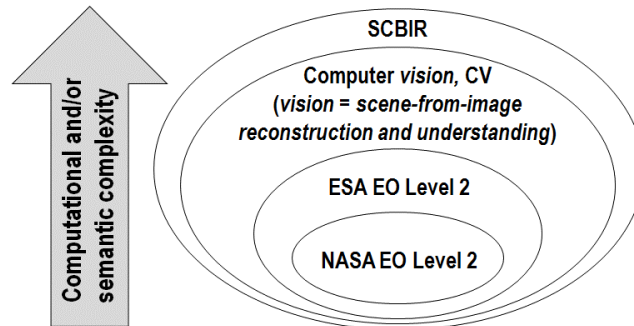 Computational and/or
semantic complexity
SCBIR
Computer vision, CV
(vision = scene-from-image
reconstruction and understanding)
ESA EO Level 2
NASA EO Level 2